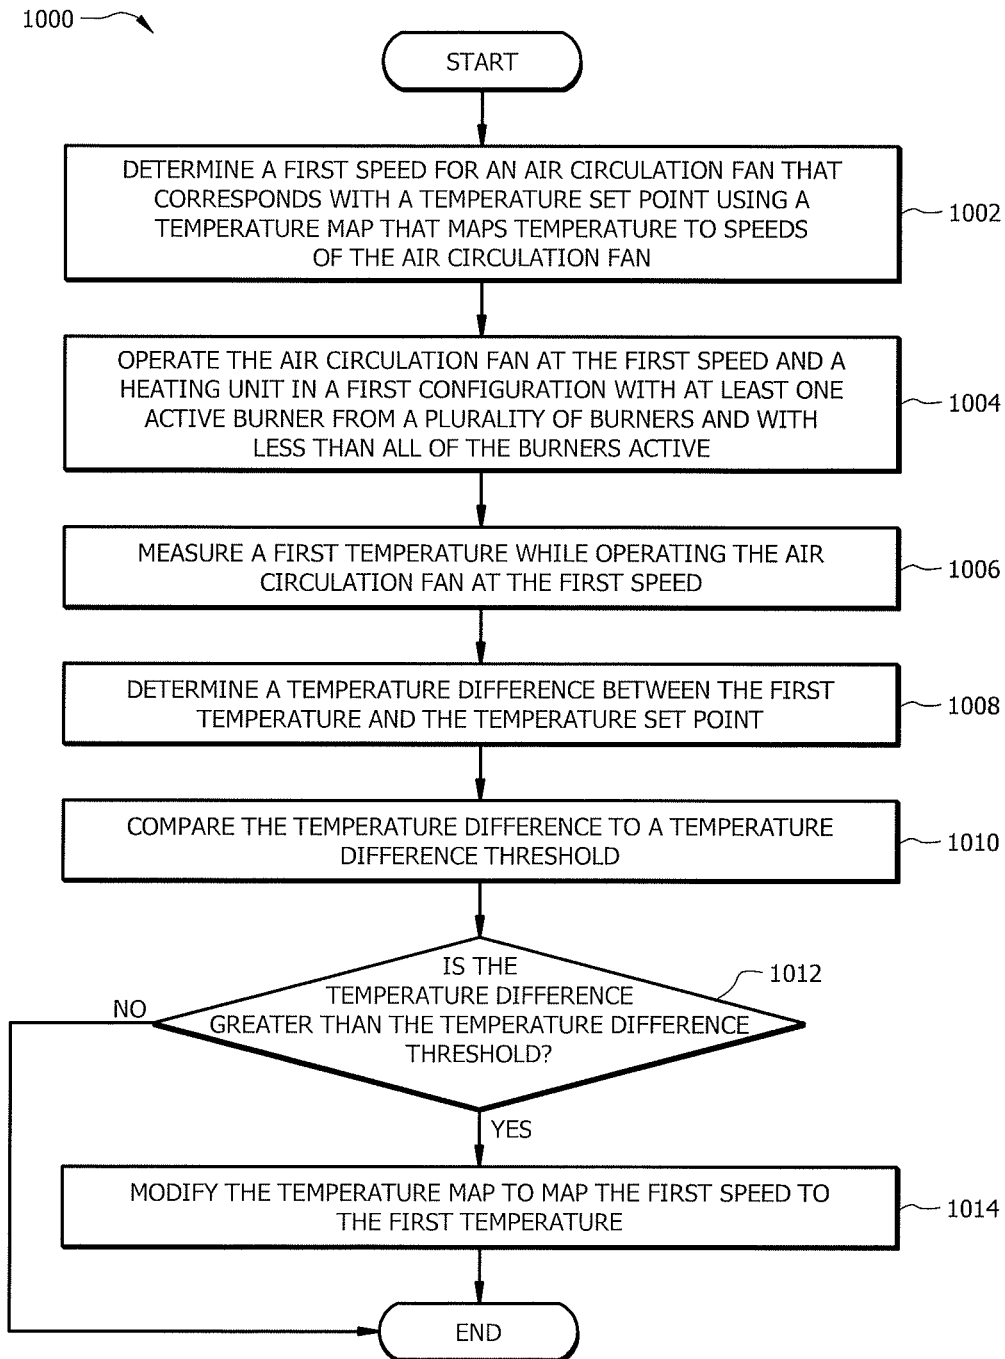 1000
START
DETERMINE A FIRST SPEED FOR AN AIR CIRCULATION FAN THAT
CORRESPONDS WITH A TEMPERATURE SET POINT USING A
TEMPERATURE MAP THAT MAPS TEMPERATURE TO SPEEDS
OF THE AIR CIRCULATION FAN
1002
OPERATE THE AIR CIRCULATION FAN AT THE FIRST SPEED AND A
HEATING UNIT IN A FIRST CONFIGURATION WITH AT LEAST ONE
ACTIVE BURNER FROM A PLURALITY OF BURNERS AND WITH
LESS THAN ALL OF THE BURNERS ACTIVE
1004
MEASURE A FIRST TEMPERATURE WHILE OPERATING THE AIR
CIRCULATION FAN AT THE FIRST SPEED
1006
DETERMINE A TEMPERATURE DIFFERENCE BETWEEN THE FIRST
TEMPERATURE AND THE TEMPERATURE SET POINT
1008
COMPARE THE TEMPERATURE DIFFERENCE TO A TEMPERATURE
DIFFERENCE THRESHOLD
1010
IS THE
TEMPERATURE DIFFERENCE
GREATER THAN THE TEMPERATURE DIFFERENCE
THRESHOLD?
1012
NO
YES
MODIFY THE TEMPERATURE MAP TO MAP THE FIRST SPEED TO
THE FIRST TEMPERATURE
1014
END